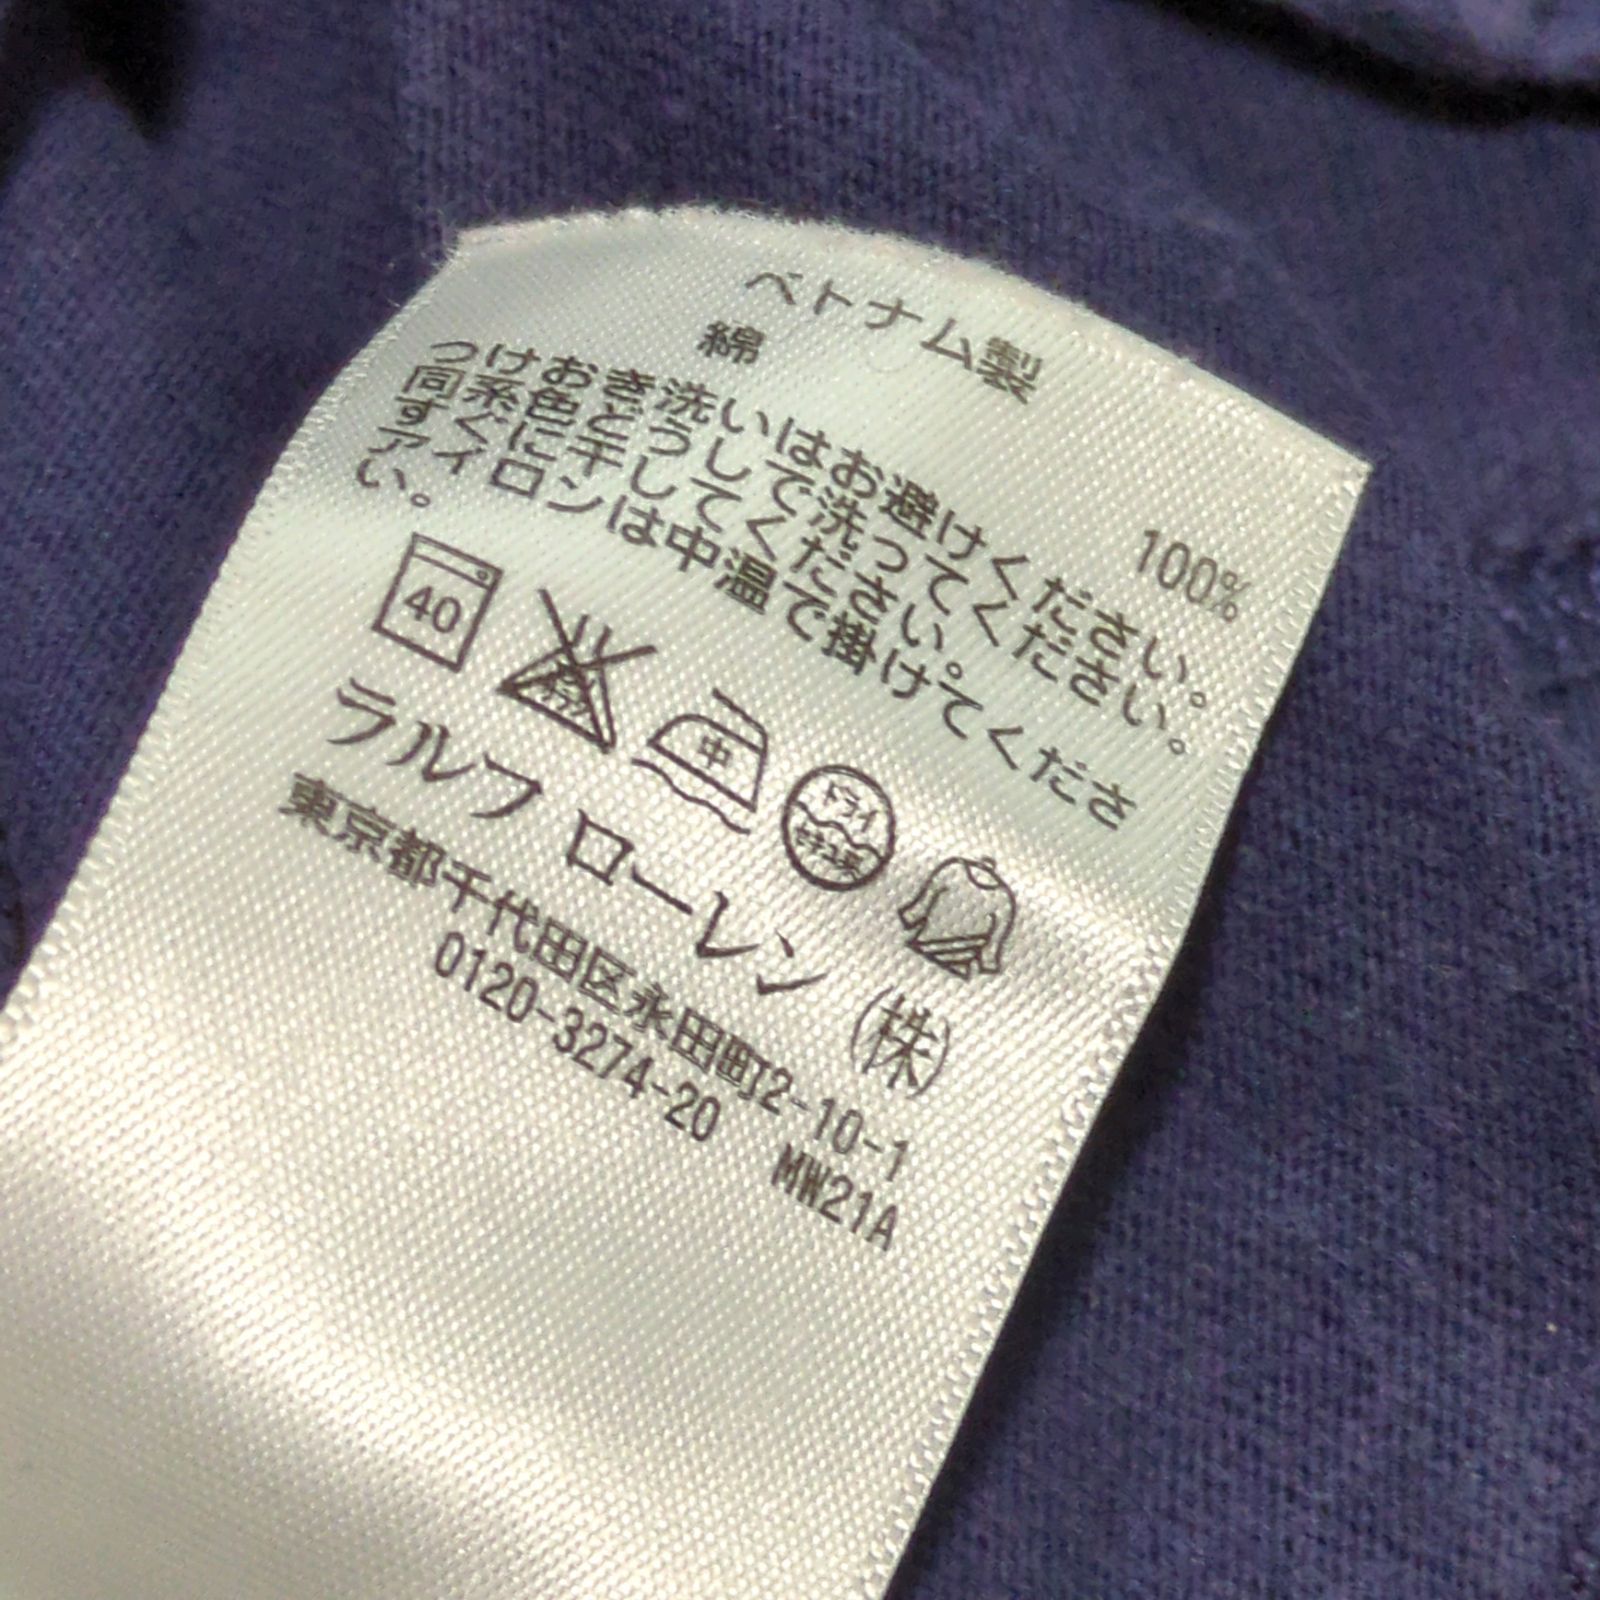 ベトナム製
綿 100%
つけおき洗いはお避けください。
同系色どうしで洗ってください。
すぐに干してください。
アイロンは中温で掛けてくださ
い。
40 中 ドライ セキユ系
ラルフ ローレン (株)
東京都千代田区永田町2-10-1
0120-3274-20 MW21A